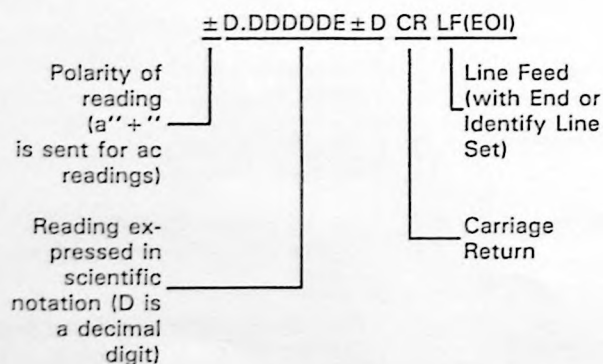 ± D.DDDDDE ± D CR LF(EOI)
Polarity of
reading
(a'' + ''
is sent for ac
readings)
Line Feed
(with End or
Identify Line
Set)
Reading ex-
pressed in
scientific
notation (D is
a decimal
digit)
Carriage
Return